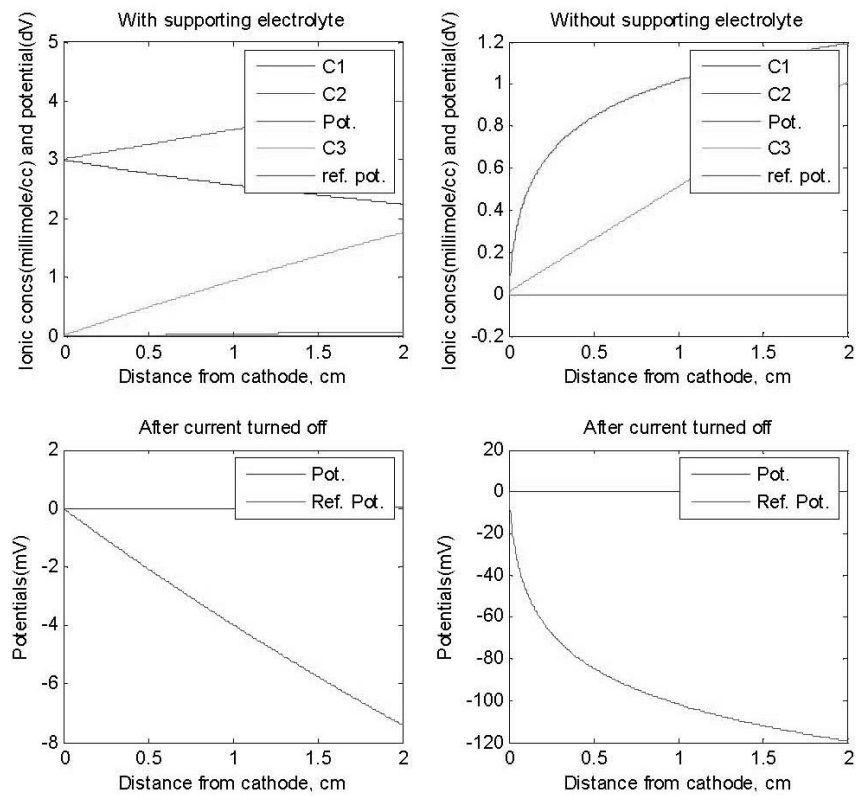 With supporting electrolyte
Ionic concs(millimole/cc) and potential(dV)
5
4
3
2
1
0
C1
C2
Pot.
C3
ref. pot.
0 0.5 1 1.5 2
Distance from cathode, cm
Without supporting electrolyte
Ionic concs(millimole/cc) and potential(dV)
1.2
1
0.8
0.6
0.4
0.2
0
-0.2
C1
C2
Pot.
C3
ref. pot.
0 0.5 1 1.5 2
Distance from cathode, cm
After current turned off
Potentials(mV)
2
0
-2
-4
-6
-8
Pot.
Ref. Pot.
0 0.5 1 1.5 2
Distance from cathode, cm
After current turned off
Potentials(mV)
20
0
-20
-40
-60
-80
-100
-120
Pot.
Ref. Pot.
0 0.5 1 1.5 2
Distance from cathode, cm